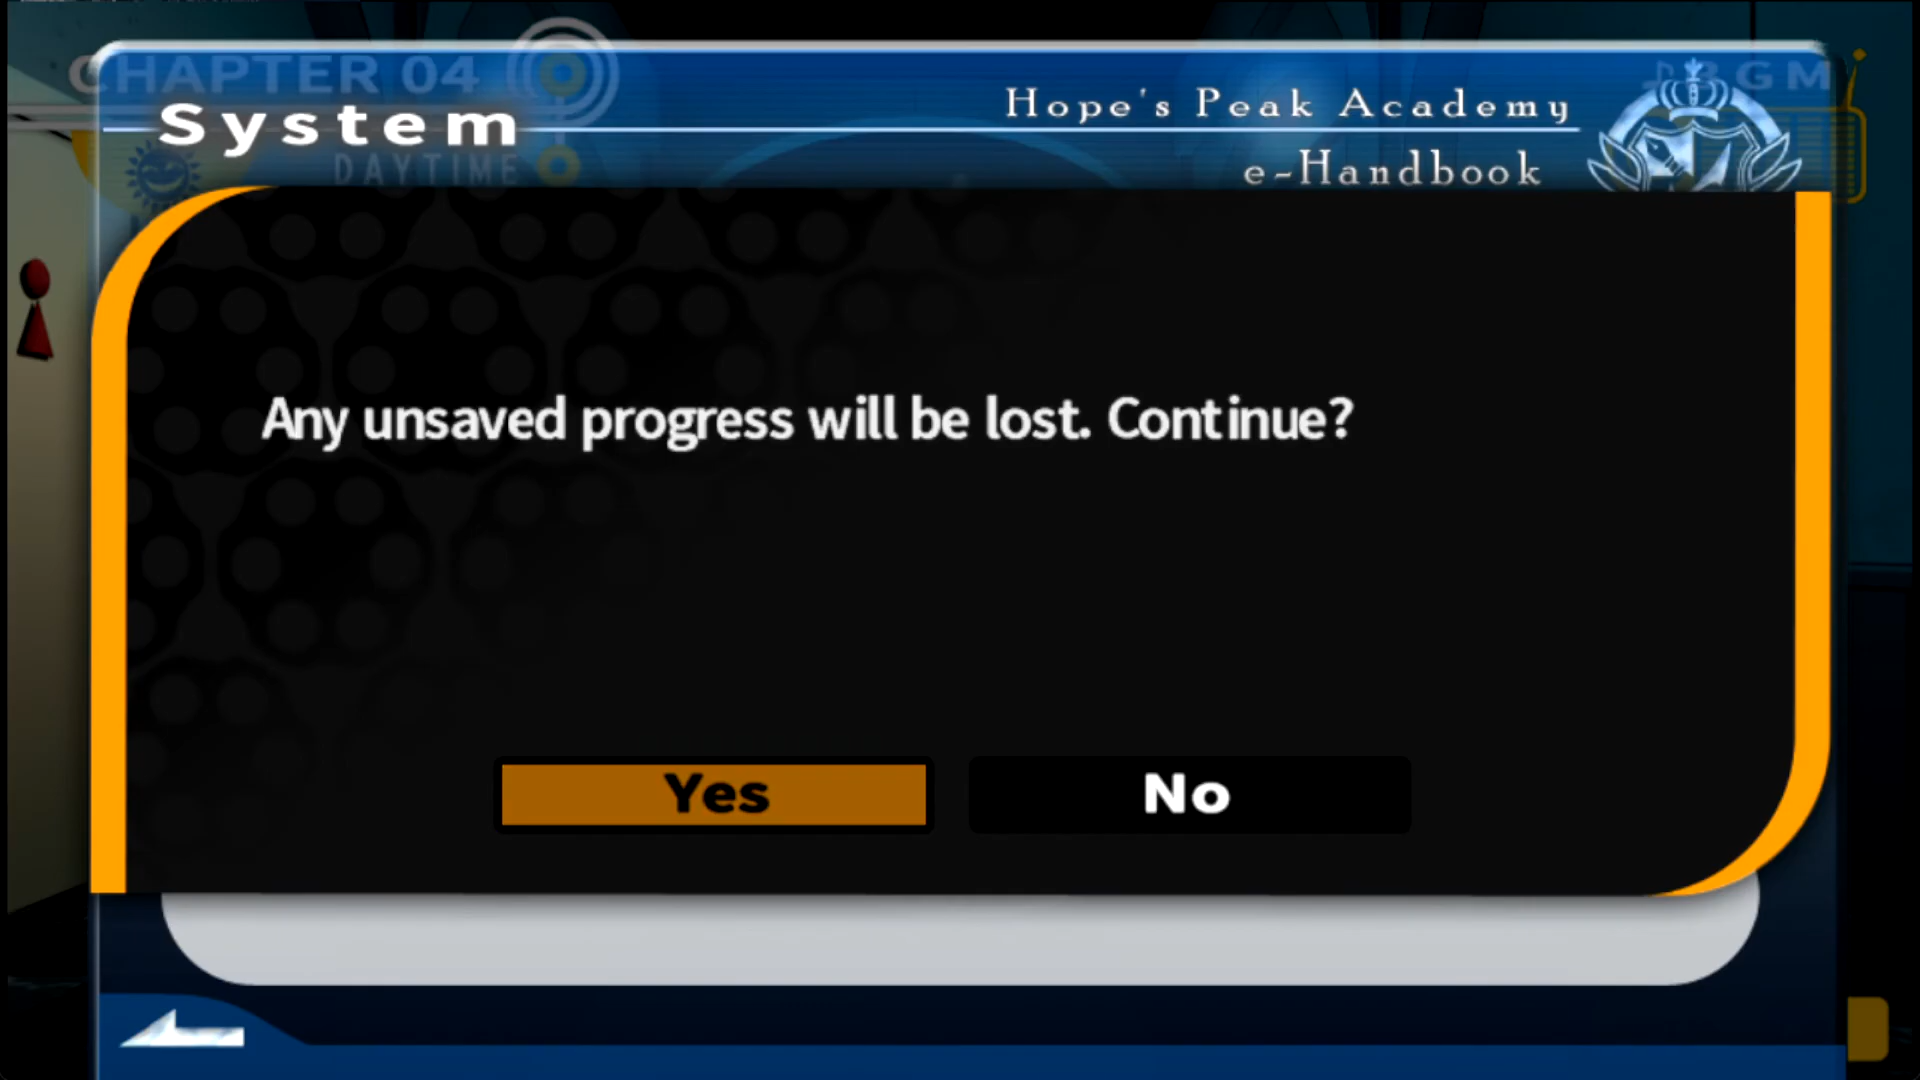 CHAPTER 04
BGM
System
Hope's Peak Academy
DAYTIME
e-Handbook
Any unsaved progress will be lost. Continue?
Yes
No